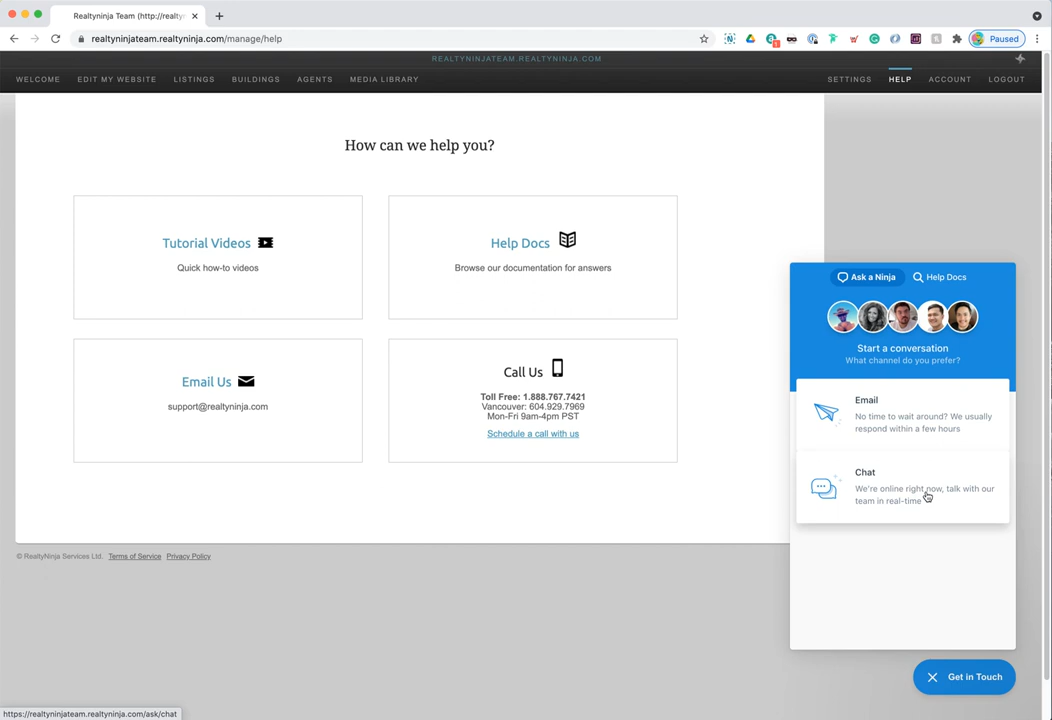 Realtyninja Team (http://realty
realtyninjateam.realtyninja.com/manage/help
Paused
REALTYNINJATEAM.REALTYNINJA.COM
WELCOME EDIT MY WEBSITE LISTINGS BUILDINGS AGENTS MEDIA LIBRARY SETTINGS HELP ACCOUNT LOGOUT
How can we help you?
Tutorial Videos
Quick how-to videos
Help Docs
Browse our documentation for answers
Email Us
support@realtyninja.com
Call Us
Toll Free: 1.888.767.7421
Vancouver: 604.929.7969
Mon-Fri 9am-4pm PST
Schedule a call with us
© RealtyNinja Services Ltd. Terms of Service Privacy Policy
Ask a Ninja Help Docs
Start a conversation
What channel do you prefer?
Email
No time to wait around? We usually
respond within a few hours
Chat
We're online right now, talk with our
team in real-time
Get in Touch
https://realtyninjateam.realtyninja.com/ask/chat